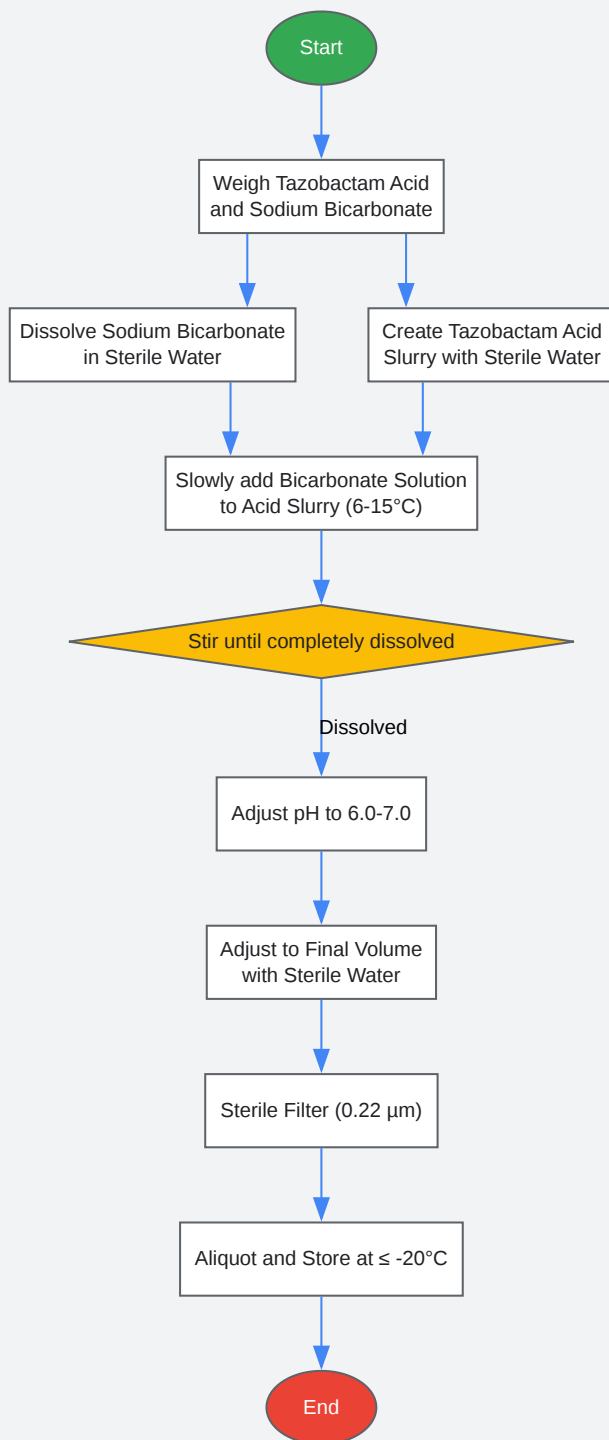 Start
Weigh Tazobactam Acid
and Sodium Bicarbonate
Dissolve Sodium Bicarbonate
in Sterile Water
Create Tazobactam Acid
Slurry with Sterile Water
Slowly add Bicarbonate Solution
to Acid Slurry (6-15°C)
Stir until completely dissolved
Dissolved
Adjust pH to 6.0-7.0
Adjust to Final Volume
with Sterile Water
Sterile Filter (0.22 µm)
Aliquot and Store at ≤ -20°C
End